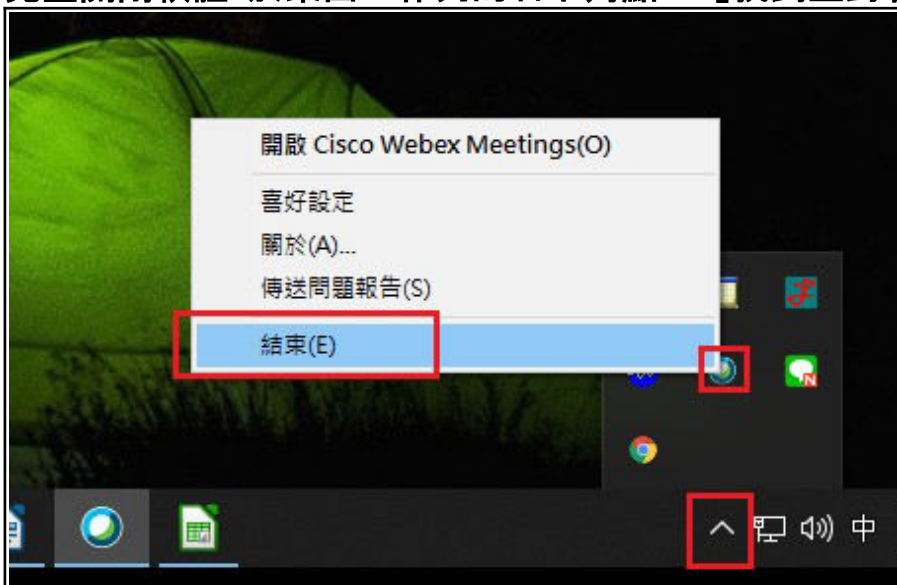 開啟 Cisco Webex Meetings(O)
喜好設定
關於(A)...
傳送問題報告(S)
結束(E)
中